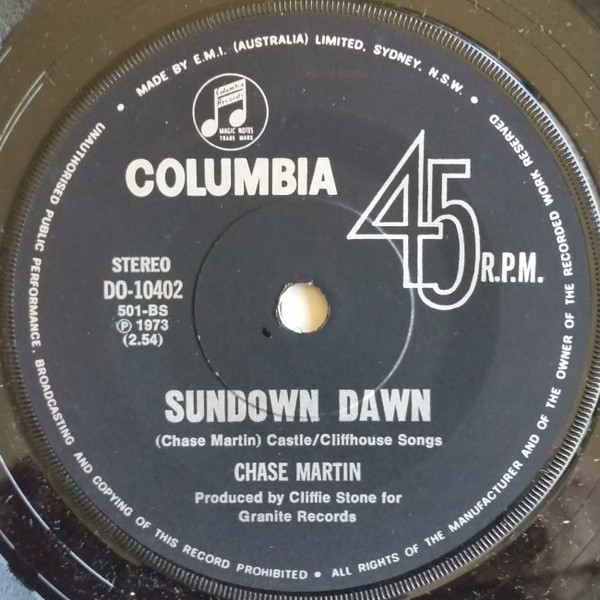 MADE BY E.M.I. (AUSTRALIA) LIMITED, SYDNEY, N.S.W.
Columbia
Records
MAGIC NOTES
TRADE MARK
COLUMBIA
45 R.P.M.
STEREO
DO-10402
501-BS
Ⓟ 1973
(2.54)
SUNDOWN DAWN
(Chase Martin) Castle/Cliffhouse Songs
CHASE MARTIN
Produced by Cliffie Stone for
Granite Records
UNAUTHORISED PUBLIC PERFORMANCE, BROADCASTING AND COPYING OF THIS RECORD PROHIBITED • ALL RIGHTS OF THE MANUFACTURER AND OF THE OWNER OF THE RECORDED WORK RESERVED